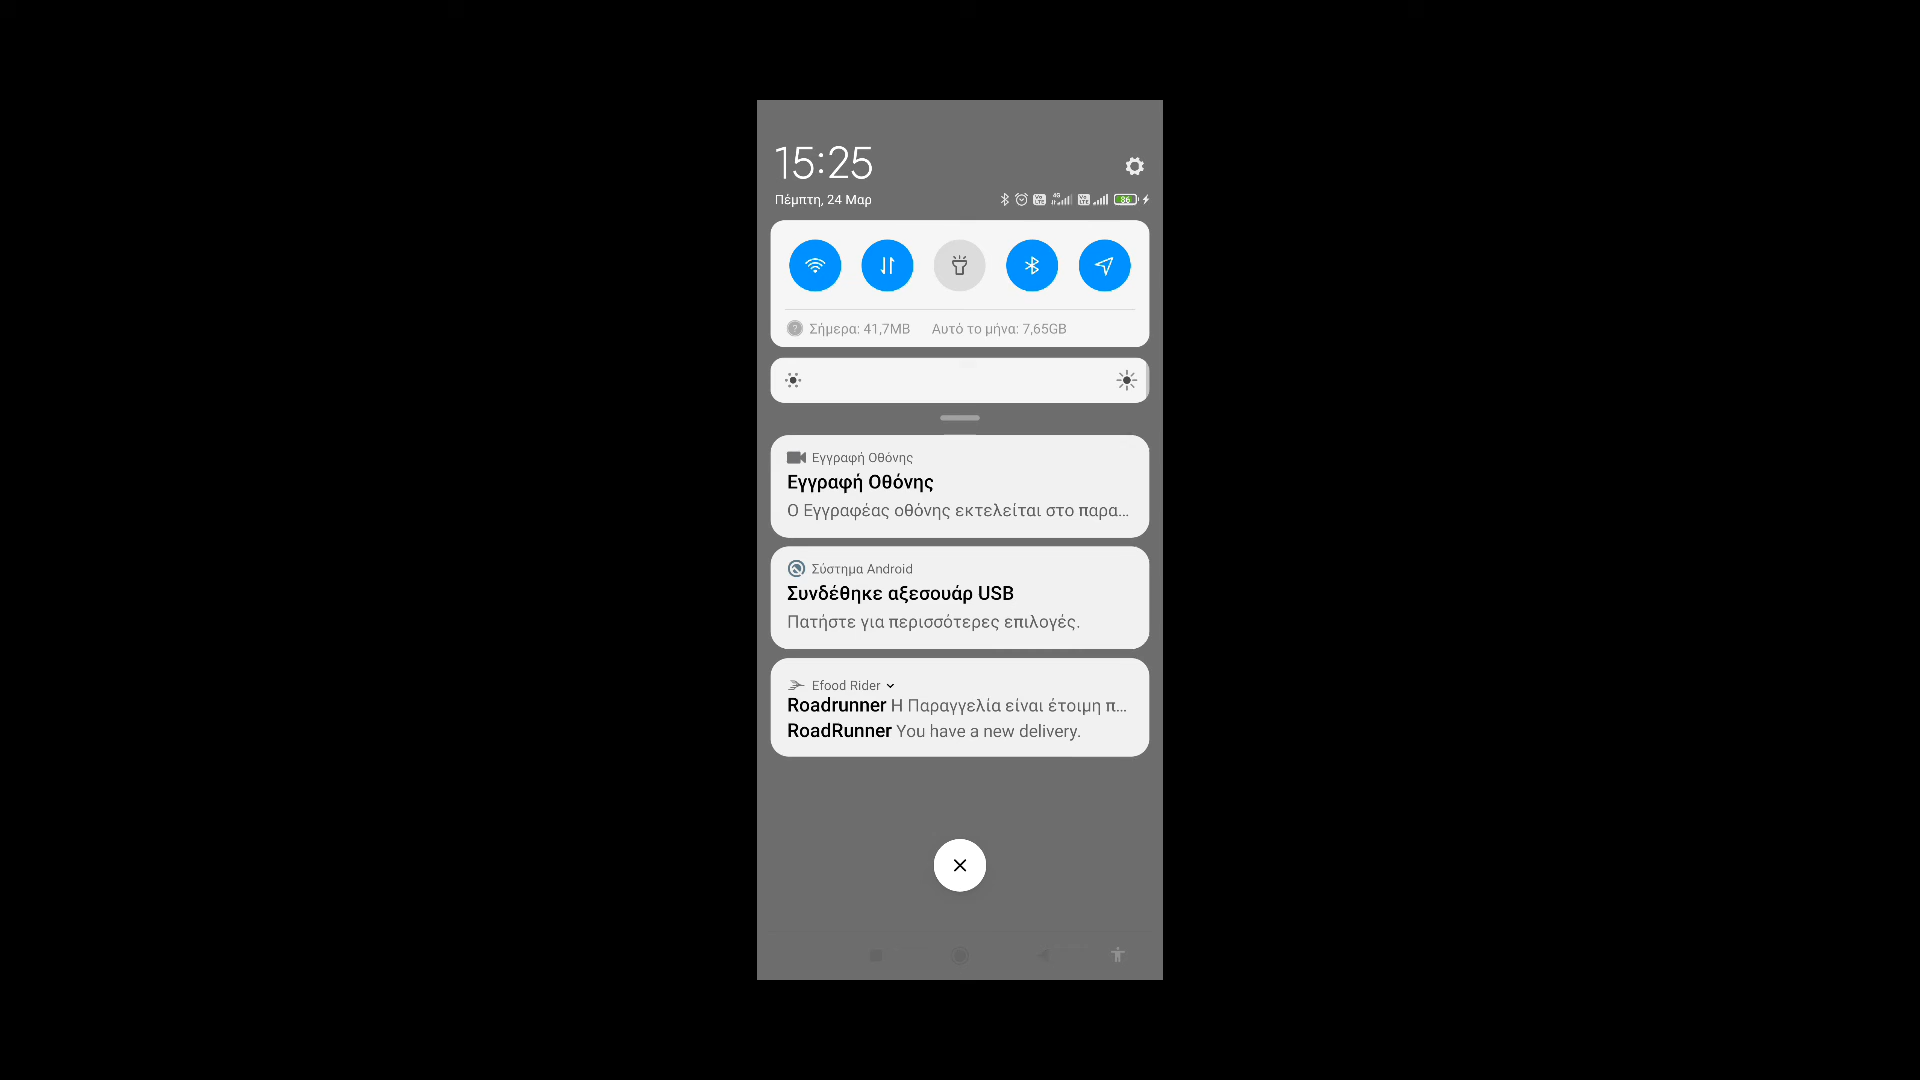 15:25
Πέμπτη, 24 Μαρ
4G 86
Σήμερα: 41,7MB Αυτό το μήνα: 7,65GB
Εγγραφή Οθόνης
Εγγραφή Οθόνης
Ο Εγγραφέας οθόνης εκτελείται στο παρα...
Σύστημα Android
Συνδέθηκε αξεσουάρ USB
Πατήστε για περισσότερες επιλογές.
Efood Rider
Roadrunner Η Παραγγελία είναι έτοιμη π...
RoadRunner You have a new delivery.